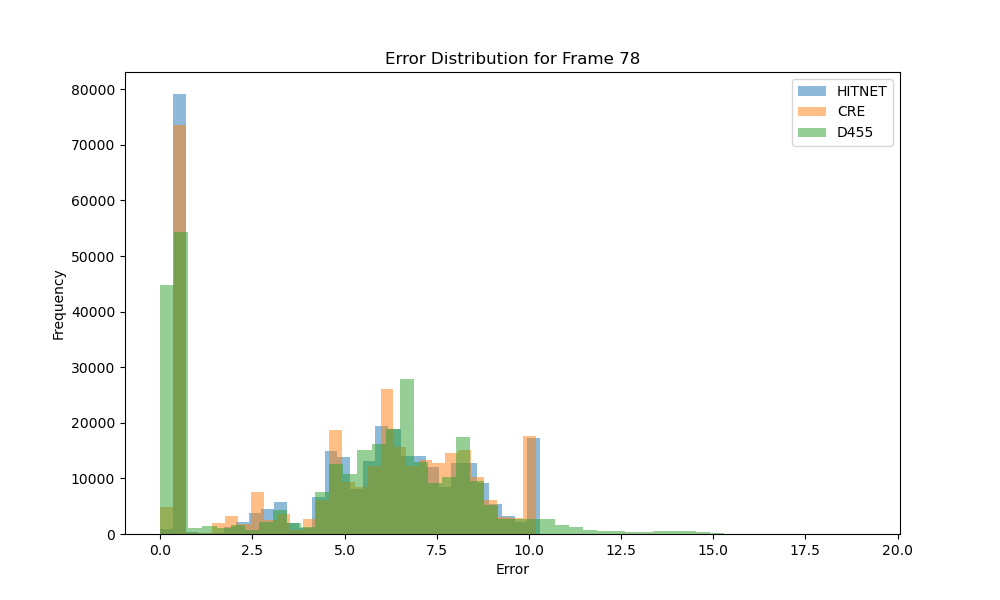 Error Distribution for Frame 78
HITNET
CRE
D455
80000
70000
60000
50000
40000
30000
20000
10000
0
Frequency
0.0 2.5 5.0 7.5 10.0 12.5 15.0 17.5 20.0
Error